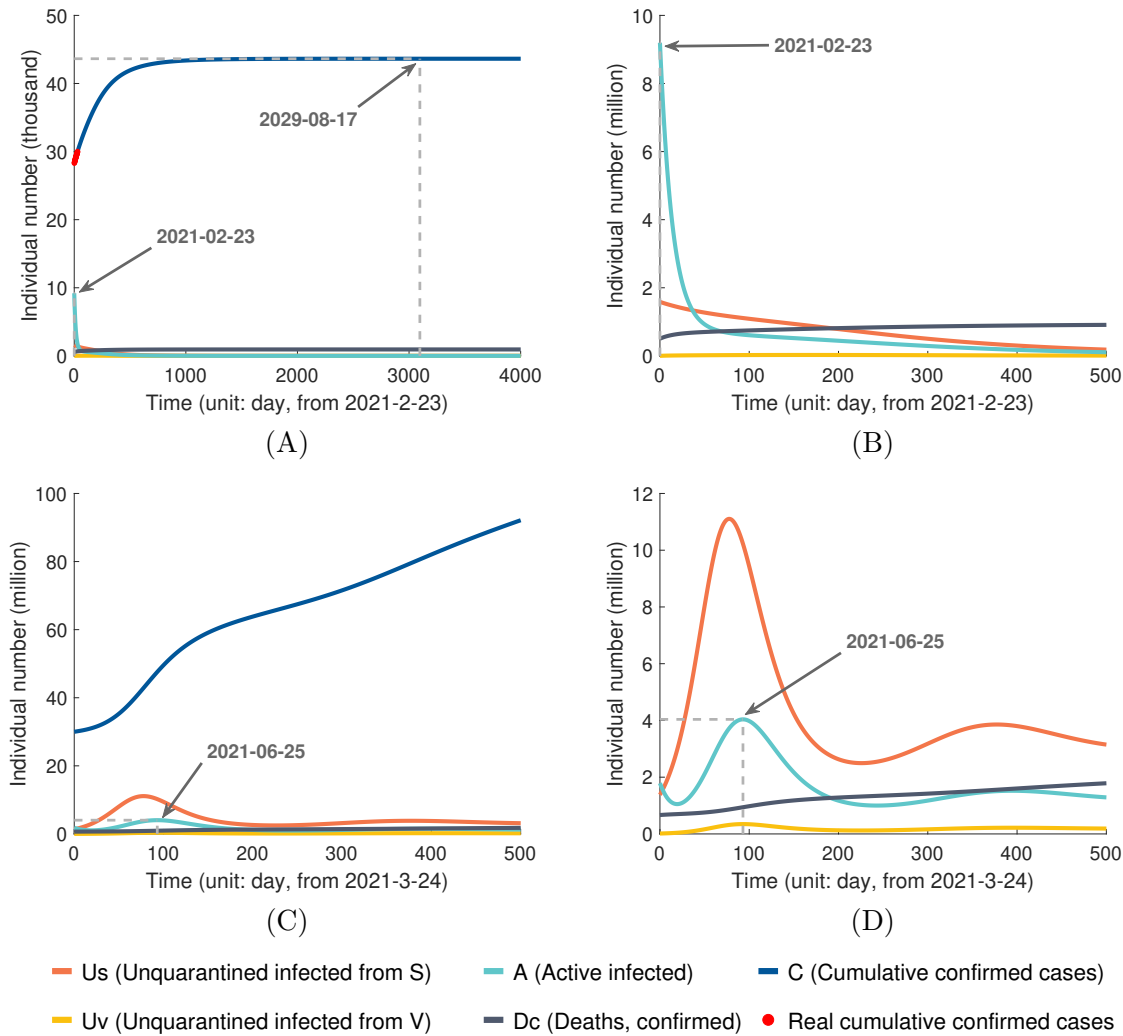 50
40
30
20
10
0
Individual number (thousand)
2029-08-17
2021-02-23
0 1000 2000 3000 4000
Time (unit: day, from 2021-2-23)
(A)
10
8
6
4
2
0
Individual number (million)
2021-02-23
0 100 200 300 400 500
Time (unit: day, from 2021-2-23)
(B)
100
80
60
40
20
0
Individual number (million)
2021-06-25
0 100 200 300 400 500
Time (unit: day, from 2021-3-24)
(C)
12
10
8
6
4
2
0
Individual number (million)
2021-06-25
0 100 200 300 400 500
Time (unit: day, from 2021-3-24)
(D)
Us (Unquarantined infected from S)
A (Active infected)
C (Cumulative confirmed cases)
Uv (Unquarantined infected from V)
Dc (Deaths, confirmed)
Real cumulative confirmed cases